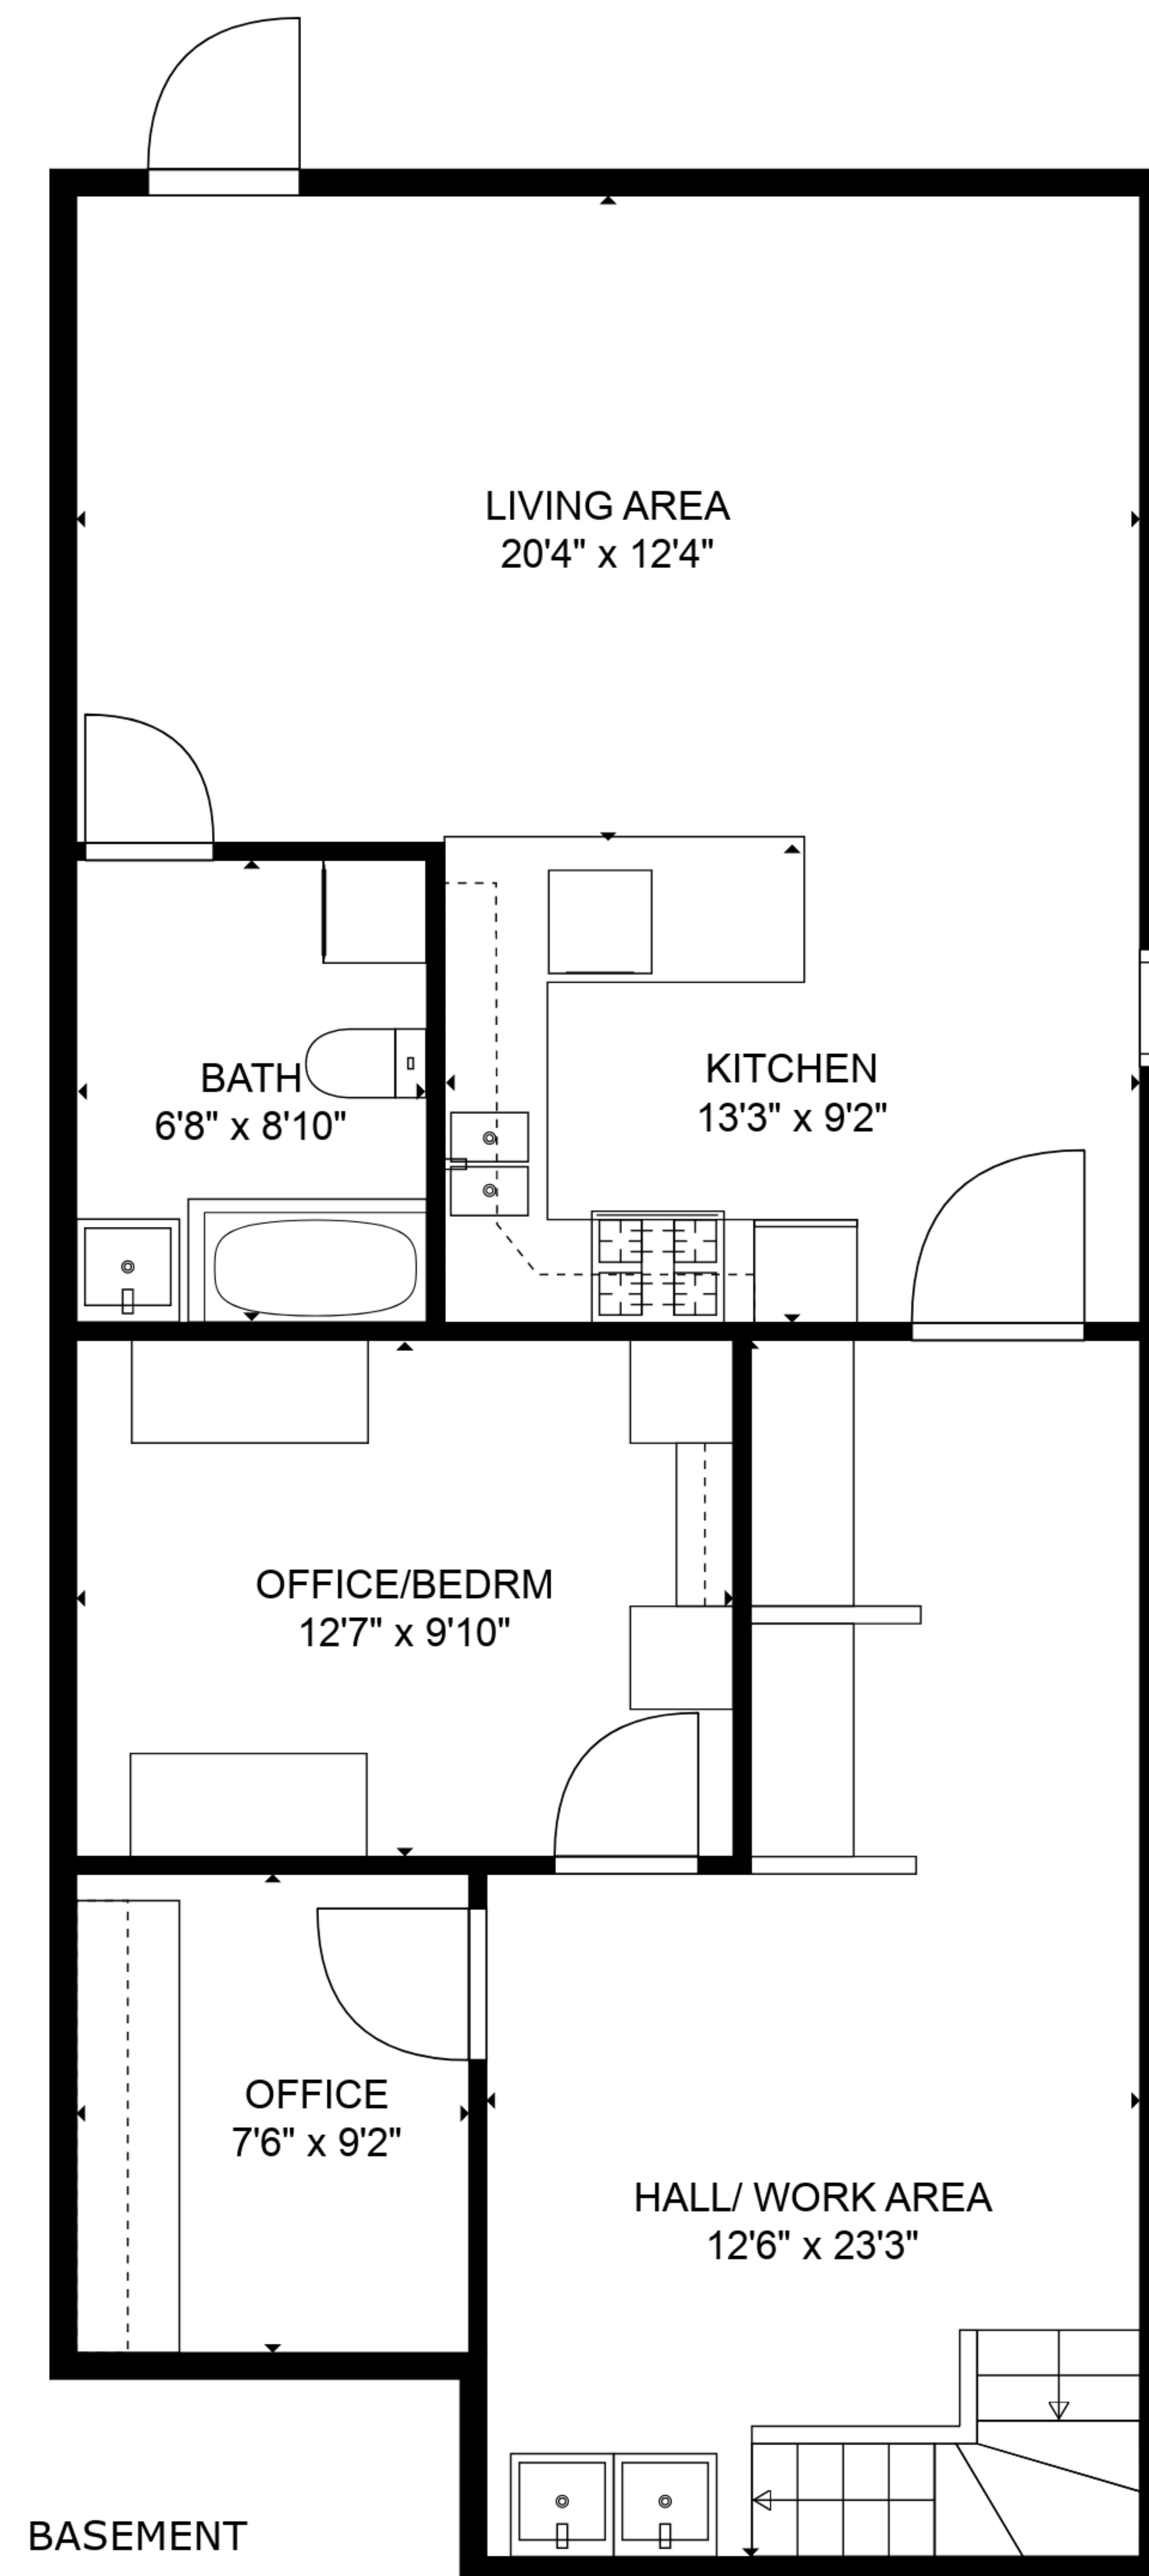 LIVING AREA
20'4" x 12'4"
KITCHEN
13'3" x 9'2"
BATH
6'8" x 8'10"
OFFICE/BEDRM
12'7" x 9'10"
OFFICE
7'6" x 9'2"
HALL/ WORK AREA
12'6" x 23'3"
BASEMENT